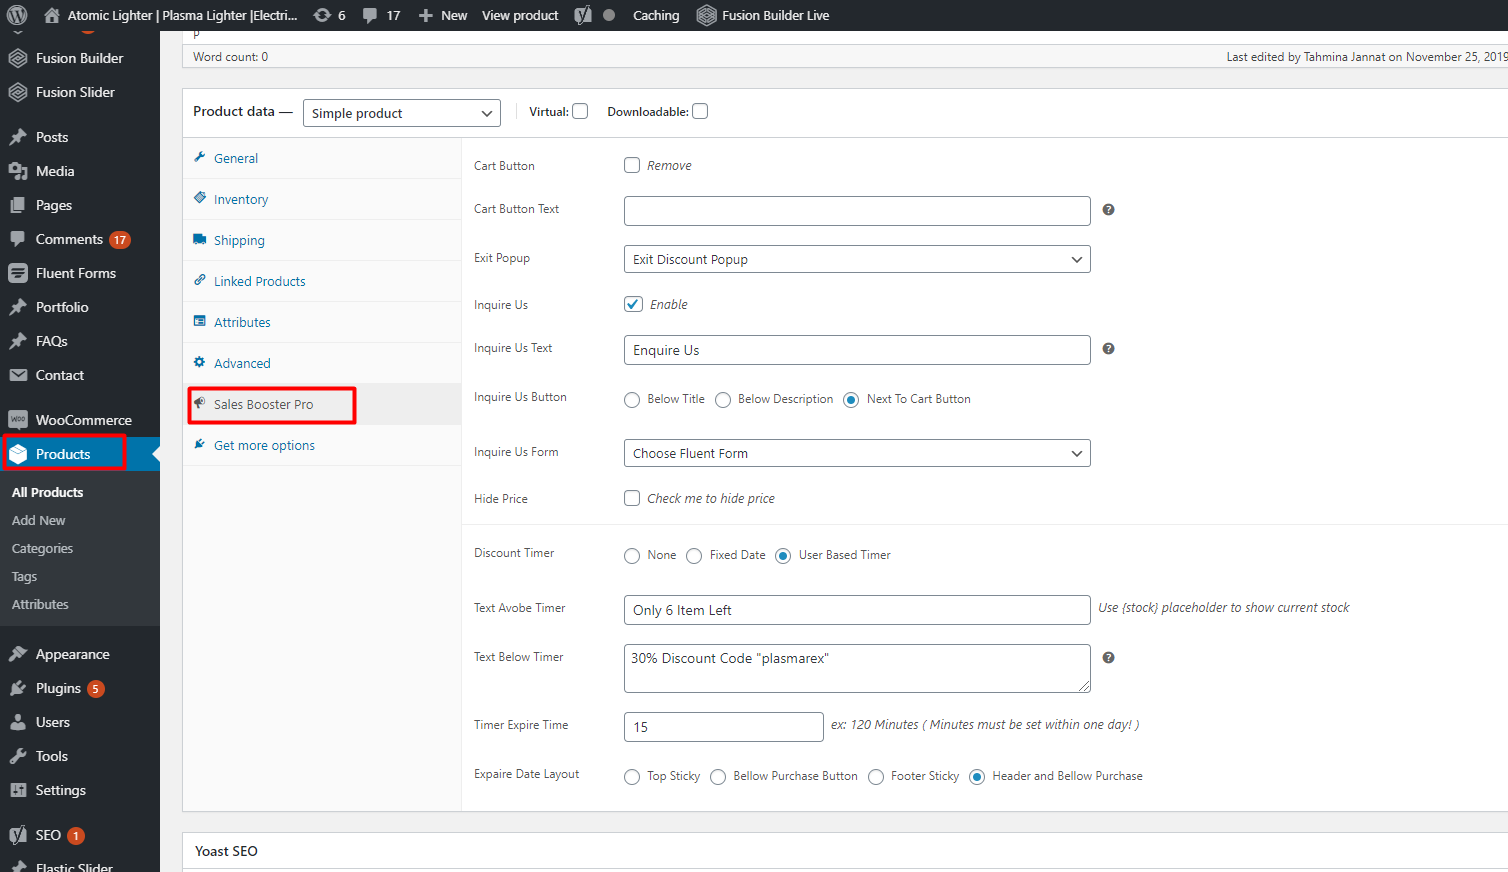 Atomic Lighter | Plasma Lighter |Electri... 6 17 New View product Caching Fusion Builder Live
Fusion Builder
Fusion Slider
Posts
Media
Pages
Comments 17
Fluent Forms
Portfolio
FAQs
Contact
WooCommerce
Products
All Products
Add New
Categories
Tags
Attributes
Appearance
Plugins 5
Users
Tools
Settings
SEO 1
Elastic Slider
p
Word count: 0 Last edited by Tahmina Jannat on November 25, 2019
Product data — Simple product Virtual: Downloadable:
General
Inventory
Shipping
Linked Products
Attributes
Advanced
Sales Booster Pro
Get more options
Cart Button Remove
Cart Button Text
Exit Popup Exit Discount Popup
Inquire Us Enable
Inquire Us Text Enquire Us
Inquire Us Button Below Title Below Description Next To Cart Button
Inquire Us Form Choose Fluent Form
Hide Price Check me to hide price
Discount Timer None Fixed Date User Based Timer
Text Avobe Timer Only 6 Item Left Use {stock} placeholder to show current stock
Text Below Timer 30% Discount Code "plasmarex"
Timer Expire Time 15 ex: 120 Minutes ( Minutes must be set within one day! )
Expaire Date Layout Top Sticky Bellow Purchase Button Footer Sticky Header and Bellow Purchase
Yoast SEO